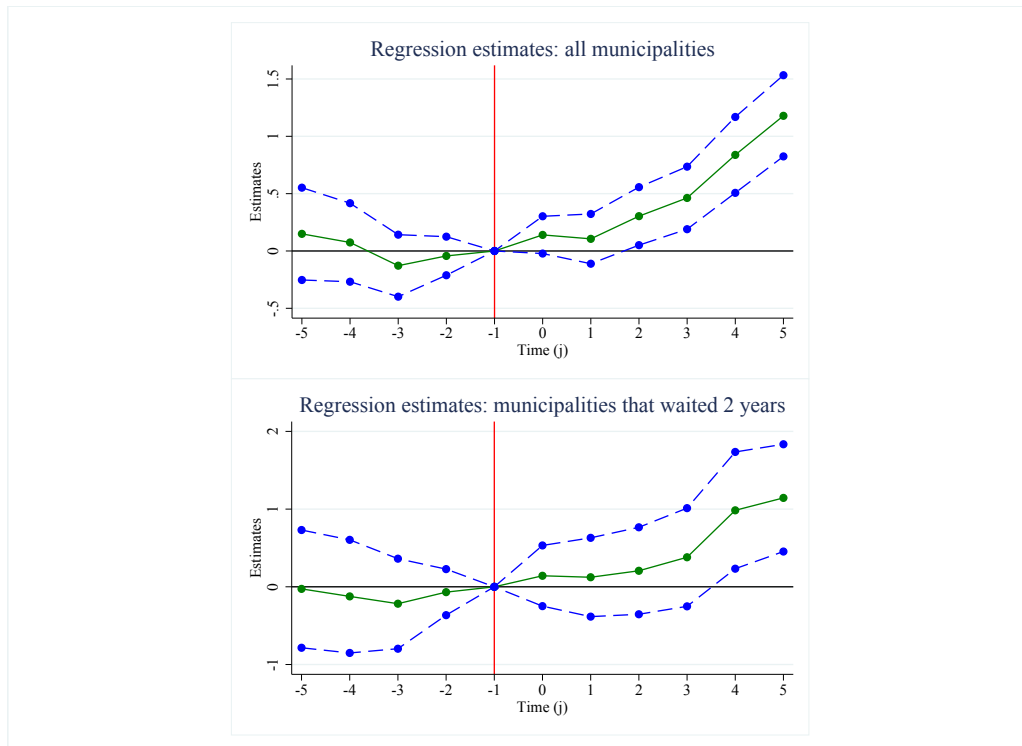 Regression estimates: all municipalities
1.5
1
.5
0
-.5
Estimates
-5 -4 -3 -2 -1 0 1 2 3 4 5
Time (j)
Regression estimates: municipalities that waited 2 years
2
1
0
-1
Estimates
-5 -4 -3 -2 -1 0 1 2 3 4 5
Time (j)